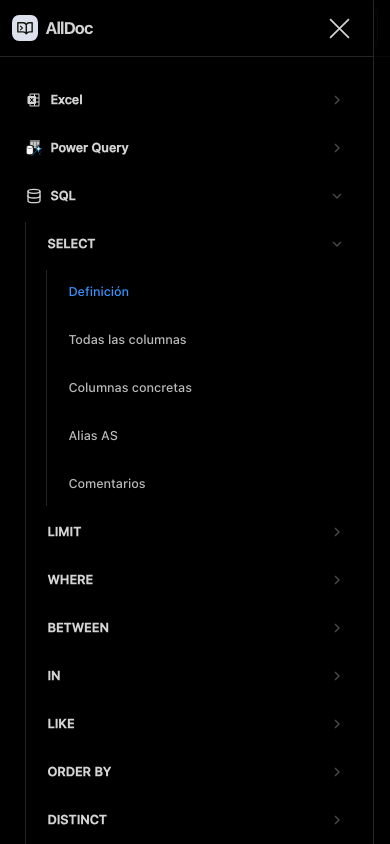 AllDoc
Excel
Power Query
SQL
SELECT
Definición
Todas las columnas
Columnas concretas
Alias AS
Comentarios
LIMIT
WHERE
BETWEEN
IN
LIKE
ORDER BY
DISTINCT